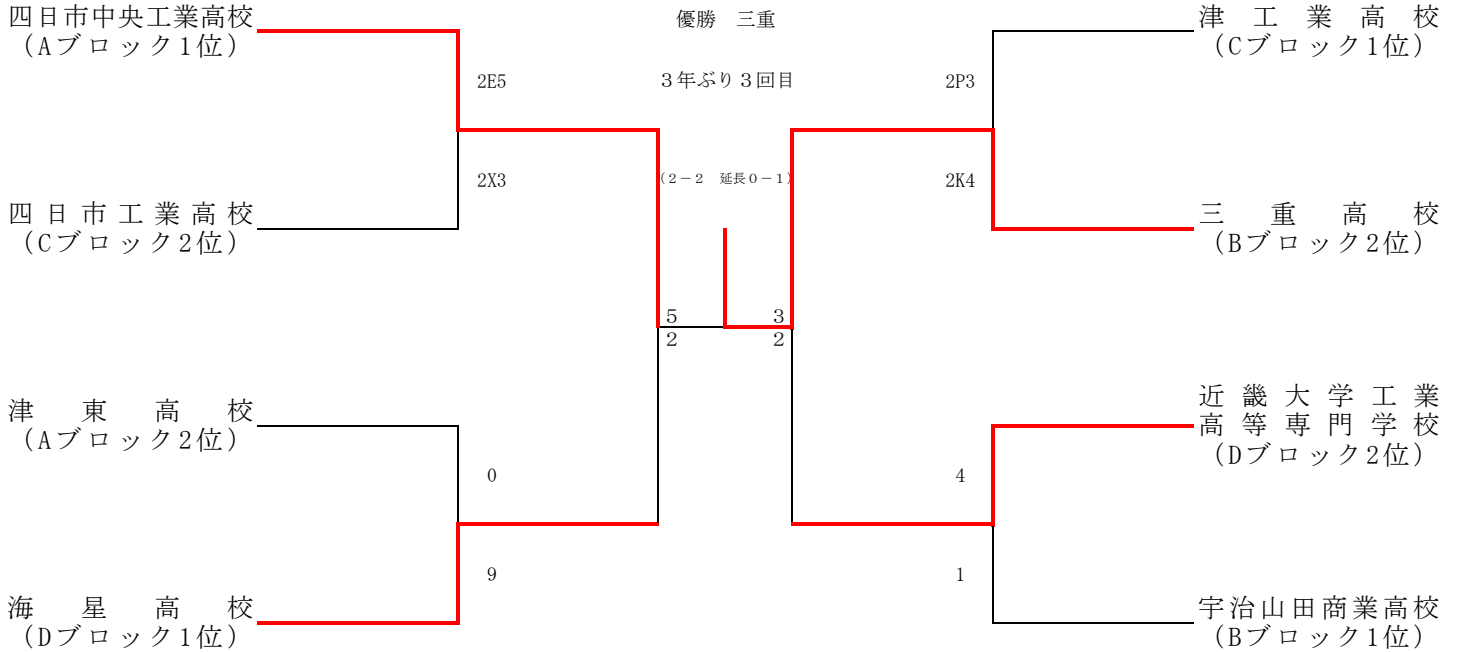 四日市中央工業高校
(Aブロック1位)
2E5
2X3
四日市工業高校
(Cブロック2位)
津東高校
(Aブロック2位)
0
9
海星高校
(Dブロック1位)
優勝　三重
３年ぶり３回目
(２－２　延長０－１)
5
2
3
2
津工業高校
(Cブロック1位)
2P3
2K4
三重高校
(Bブロック2位)
近畿大学工業
高等専門学校
(Dブロック2位)
4
1
宇治山田商業高校
(Bブロック1位)